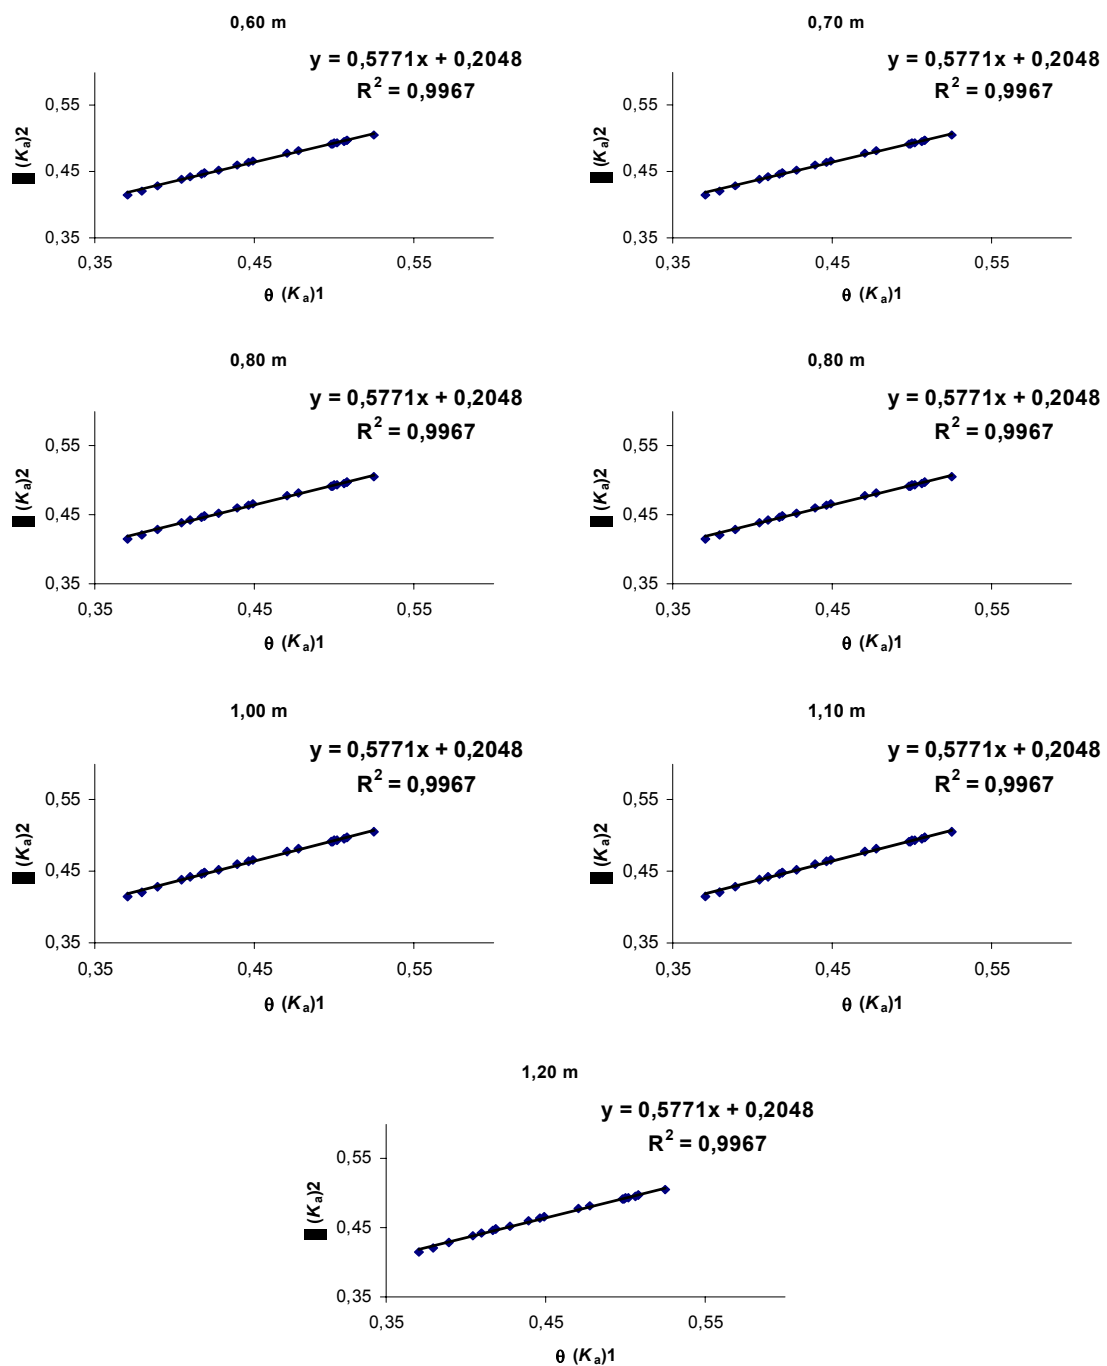 0,60 m
y = 0,5771x + 0,2048
R² = 0,9967
0,55
0,45
0,35
(Kₐ)2
0,35 0,45 0,55
θ (Kₐ)1
0,70 m
y = 0,5771x + 0,2048
R² = 0,9967
0,55
0,45
0,35
(Kₐ)2
0,35 0,45 0,55
θ (Kₐ)1
0,80 m
y = 0,5771x + 0,2048
R² = 0,9967
0,55
0,45
0,35
(Kₐ)2
0,35 0,45 0,55
θ (Kₐ)1
0,80 m
y = 0,5771x + 0,2048
R² = 0,9967
0,55
0,45
0,35
(Kₐ)2
0,35 0,45 0,55
θ (Kₐ)1
1,00 m
y = 0,5771x + 0,2048
R² = 0,9967
0,55
0,45
0,35
(Kₐ)2
0,35 0,45 0,55
θ (Kₐ)1
1,10 m
y = 0,5771x + 0,2048
R² = 0,9967
0,55
0,45
0,35
(Kₐ)2
0,35 0,45 0,55
θ (Kₐ)1
1,20 m
y = 0,5771x + 0,2048
R² = 0,9967
0,55
0,45
0,35
(Kₐ)2
0,35 0,45 0,55
θ (Kₐ)1